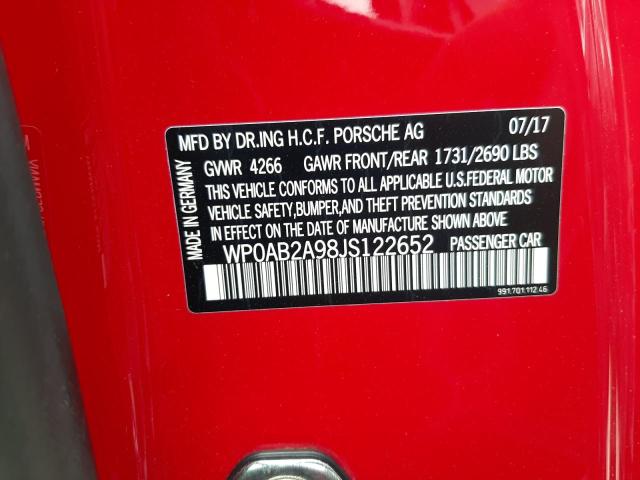 MFD BY DR.ING H.C.F. PORSCHE AG 07/17
GVWR 4266 GAWR FRONT/REAR 1731/2690 LBS
THIS VEHICLE CONFORMS TO ALL APPLICABLE U.S.FEDERAL MOTOR
VEHICLE SAFETY,BUMPER,AND THEFT PREVENTION STANDARDS
IN EFFECT ON THE DATE OF MANUFACTURE SHOWN ABOVE
WP0AB2A98JS122652 PASSENGER CAR
MADE IN GERMANY
991.701.112.46